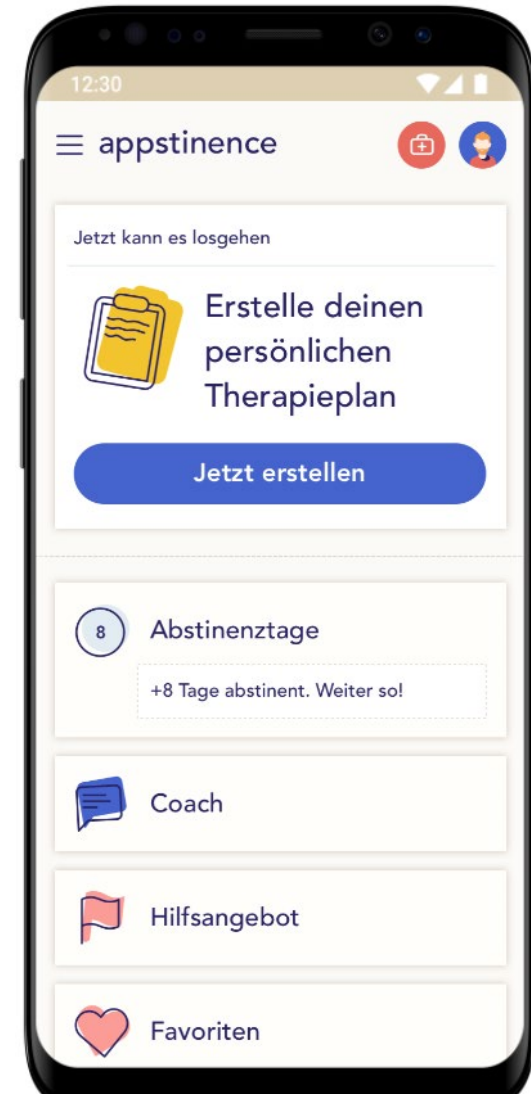 12:30
appstinence
Jetzt kann es losgehen
Erstelle deinen
persönlichen
Therapieplan
Jetzt erstellen
8
Abstinenztage
+8 Tage abstinent. Weiter so!
Coach
Hilfsangebot
Favoriten